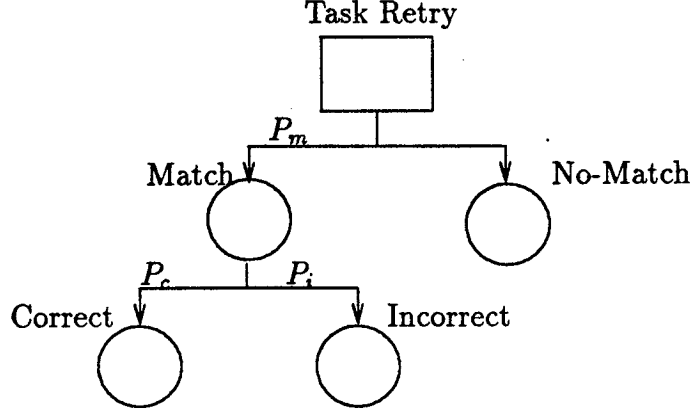 Task Retry
P_m
Match
No-Match
P_c
P_i
Correct
Incorrect